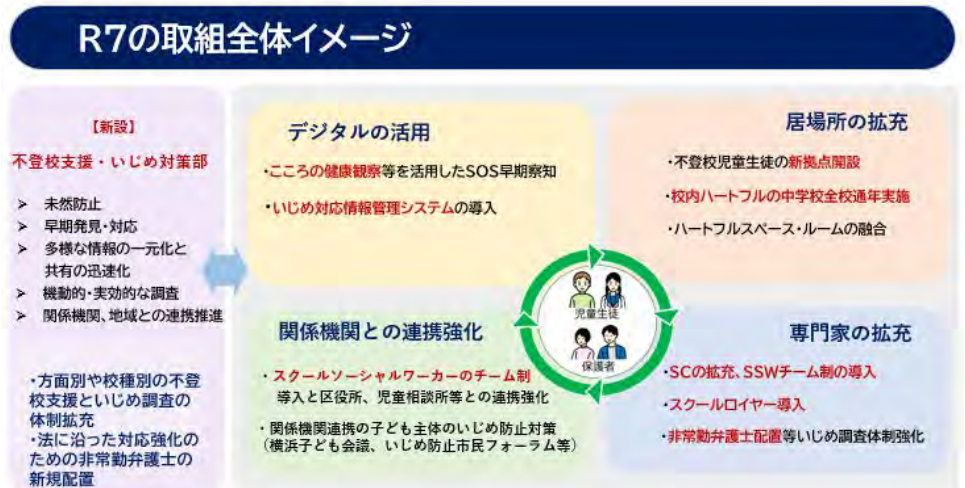 R7の取組全体イメージ
【新設】
不登校支援・いじめ対策部
➢ 未然防止
➢ 早期発見・対応
➢ 多様な情報の一元化と
共有の迅速化
➢ 機動的・実効的な調査
➢ 関係機関、地域との連携推進
・方面別や校種別の不登
校支援といじめ調査の
体制拡充
・法に沿った対応強化の
ための非常勤弁護士の
新規配置
デジタルの活用
・こころの健康観察等を活用したSOS早期察知
・いじめ対応情報管理システムの導入
居場所の拡充
・不登校児童生徒の新拠点開設
・校内ハートフルの中学校全校通年実施
・ハートフルスペース・ルームの融合
児童生徒
保護者
関係機関との連携強化
・スクールソーシャルワーカーのチーム制
導入と区役所、児童相談所等との連携強化
・関係機関連携の子ども主体のいじめ防止対策
（横浜子ども会議、いじめ防止市民フォーラム等）
専門家の拡充
・SCの拡充、SSWチーム制の導入
・スクールロイヤー導入
・非常勤弁護士配置等いじめ調査体制強化